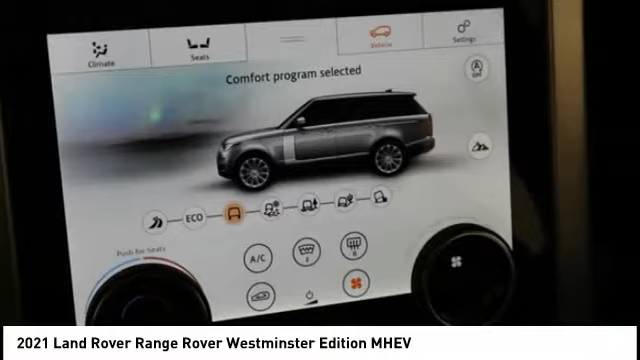 Climate
Seats
Vehicle
Settings
Comfort program selected
OFF
ECO
Push for Seats
A/C
F
R
2021 Land Rover Range Rover Westminster Edition MHEV